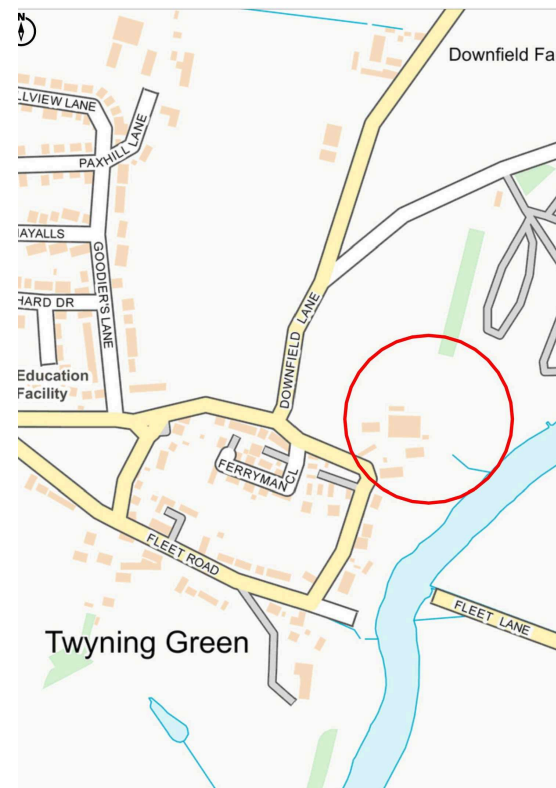 N
Downfield Fa
LLVIEW LANE
PAXHILL LANE
AYALLS
GOODIER'S LANE
HARD DR
DOWNFIELD LANE
Education
Facility
FERRYMAN CL
FLEET ROAD
FLEET LANE
Twyning Green